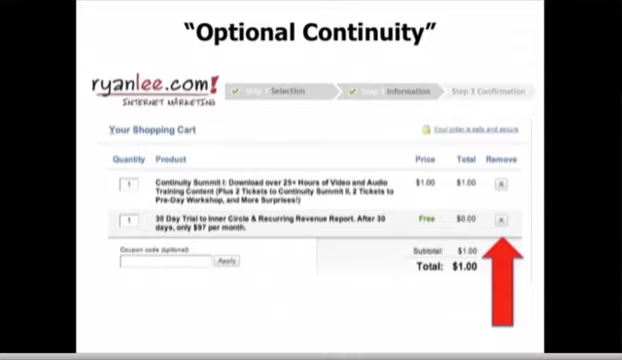 “Optional Continuity”
ryanlee.com!
INTERNET MARKETING
Step 1 Selection
Step 2 Information
Step 3 Confirmation
Your Shopping Cart
Your order is safe and secure
Quantity Product Price Total Remove
1 Continuity Summit I: Download over 25+ Hours of Video and Audio $1.00 $1.00 x
Training Content (Plus 2 Tickets to Continuity Summit II, 2 Tickets to
Pre-Day Workshop, and More Surprises!)
1 30 Day Trial to Inner Circle & Recurring Revenue Report. After 30 Free $0.00 x
days, only $97 per month.
Coupon code (optional):
Apply
Subtotal: $1.00
Total: $1.00